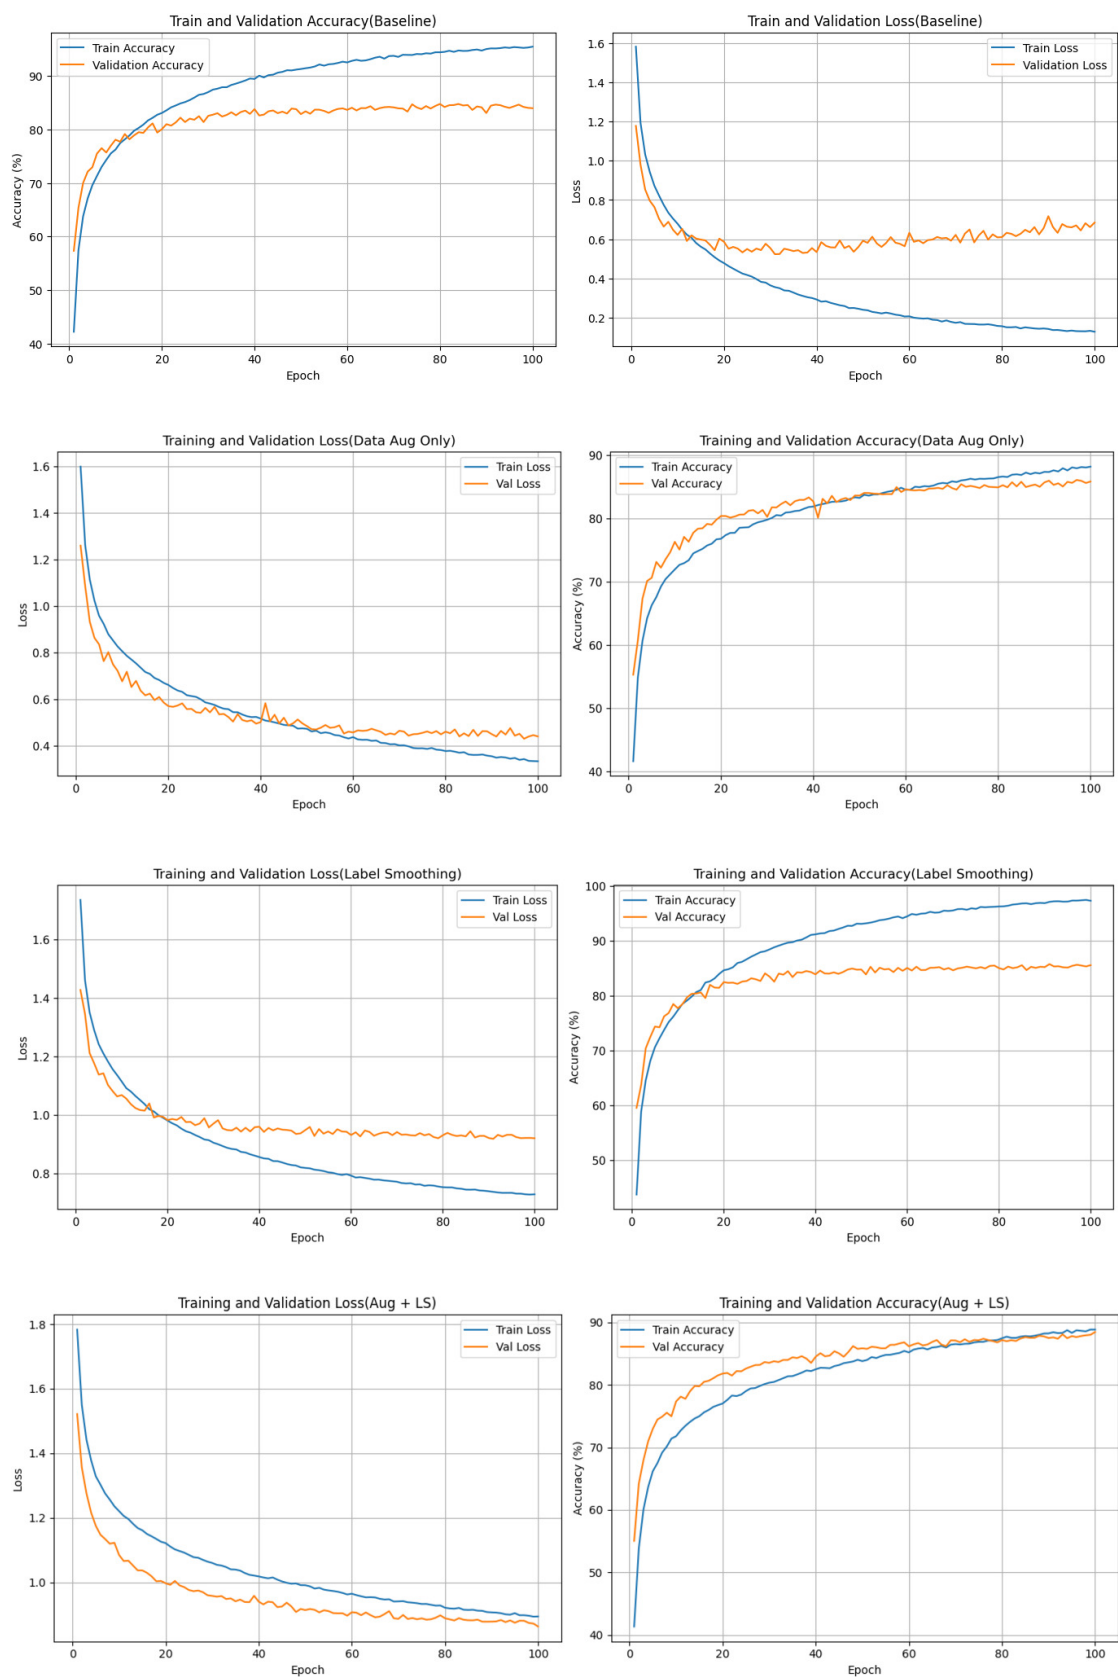 Train and Validation Accuracy(Baseline)
Train Accuracy
Validation Accuracy
90
80
70
60
50
40
Accuracy (%)
0 20 40 60 80 100
Epoch
Train and Validation Loss(Baseline)
Train Loss
Validation Loss
1.6
1.4
1.2
1.0
0.8
0.6
0.4
0.2
Loss
0 20 40 60 80 100
Epoch
Training and Validation Loss(Data Aug Only)
Train Loss
Val Loss
1.6
1.4
1.2
1.0
0.8
0.6
0.4
Loss
0 20 40 60 80 100
Epoch
Training and Validation Accuracy(Data Aug Only)
Train Accuracy
Val Accuracy
90
80
70
60
50
40
Accuracy (%)
0 20 40 60 80 100
Epoch
Training and Validation Loss(Label Smoothing)
Train Loss
Val Loss
1.6
1.4
1.2
1.0
0.8
Loss
0 20 40 60 80 100
Epoch
Training and Validation Accuracy(Label Smoothing)
Train Accuracy
Val Accuracy
100
90
80
70
60
50
Accuracy (%)
0 20 40 60 80 100
Epoch
Training and Validation Loss(Aug + LS)
Train Loss
Val Loss
1.8
1.6
1.4
1.2
1.0
Loss
0 20 40 60 80 100
Epoch
Training and Validation Accuracy(Aug + LS)
Train Accuracy
Val Accuracy
90
80
70
60
50
40
Accuracy (%)
0 20 40 60 80 100
Epoch